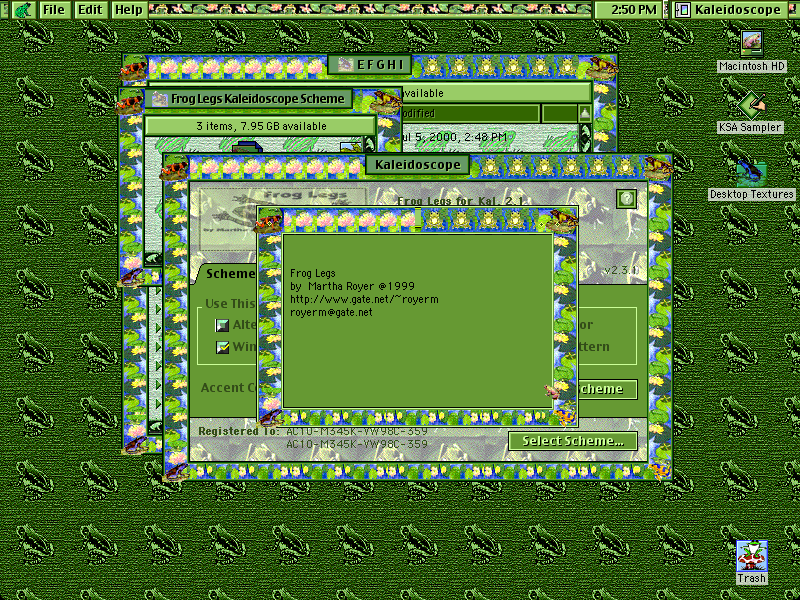 File Edit Help 2:50 PM Kaleidoscope
Macintosh HD
KSA Sampler
Desktop Textures
Trash
E F G H I
available
odified
ul 5, 2000, 2:48 PM
Frog Legs Kaleidoscope Scheme
3 items, 7.95 GB available
Kaleidoscope
frog Legs
by Martha
Frog Legs for Kal. 2.1
?
v2.3.
Scheme
Use This
Alte
Win
or
ttern
Accent C
cheme
Registered To: AC10-M345K-VW98C-359
AC10-M345K-VW98C-359
Select Scheme...
Frog Legs
by Martha Royer @1999
http://www.gate.net/~royerm
royerm@gate.net